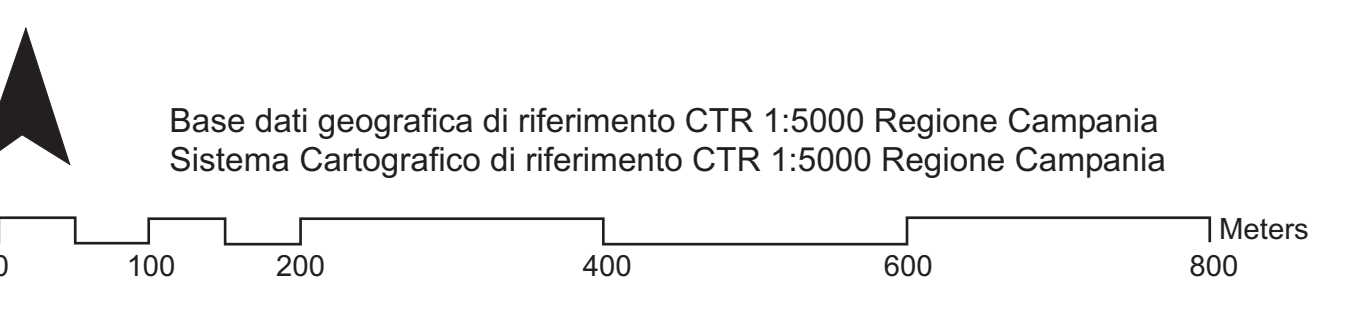 Base dati geografica di riferimento CTR 1:5000 Regione Campania
Sistema Cartografico di riferimento CTR 1:5000 Regione Campania
Meters
0 100 200 400 600 800